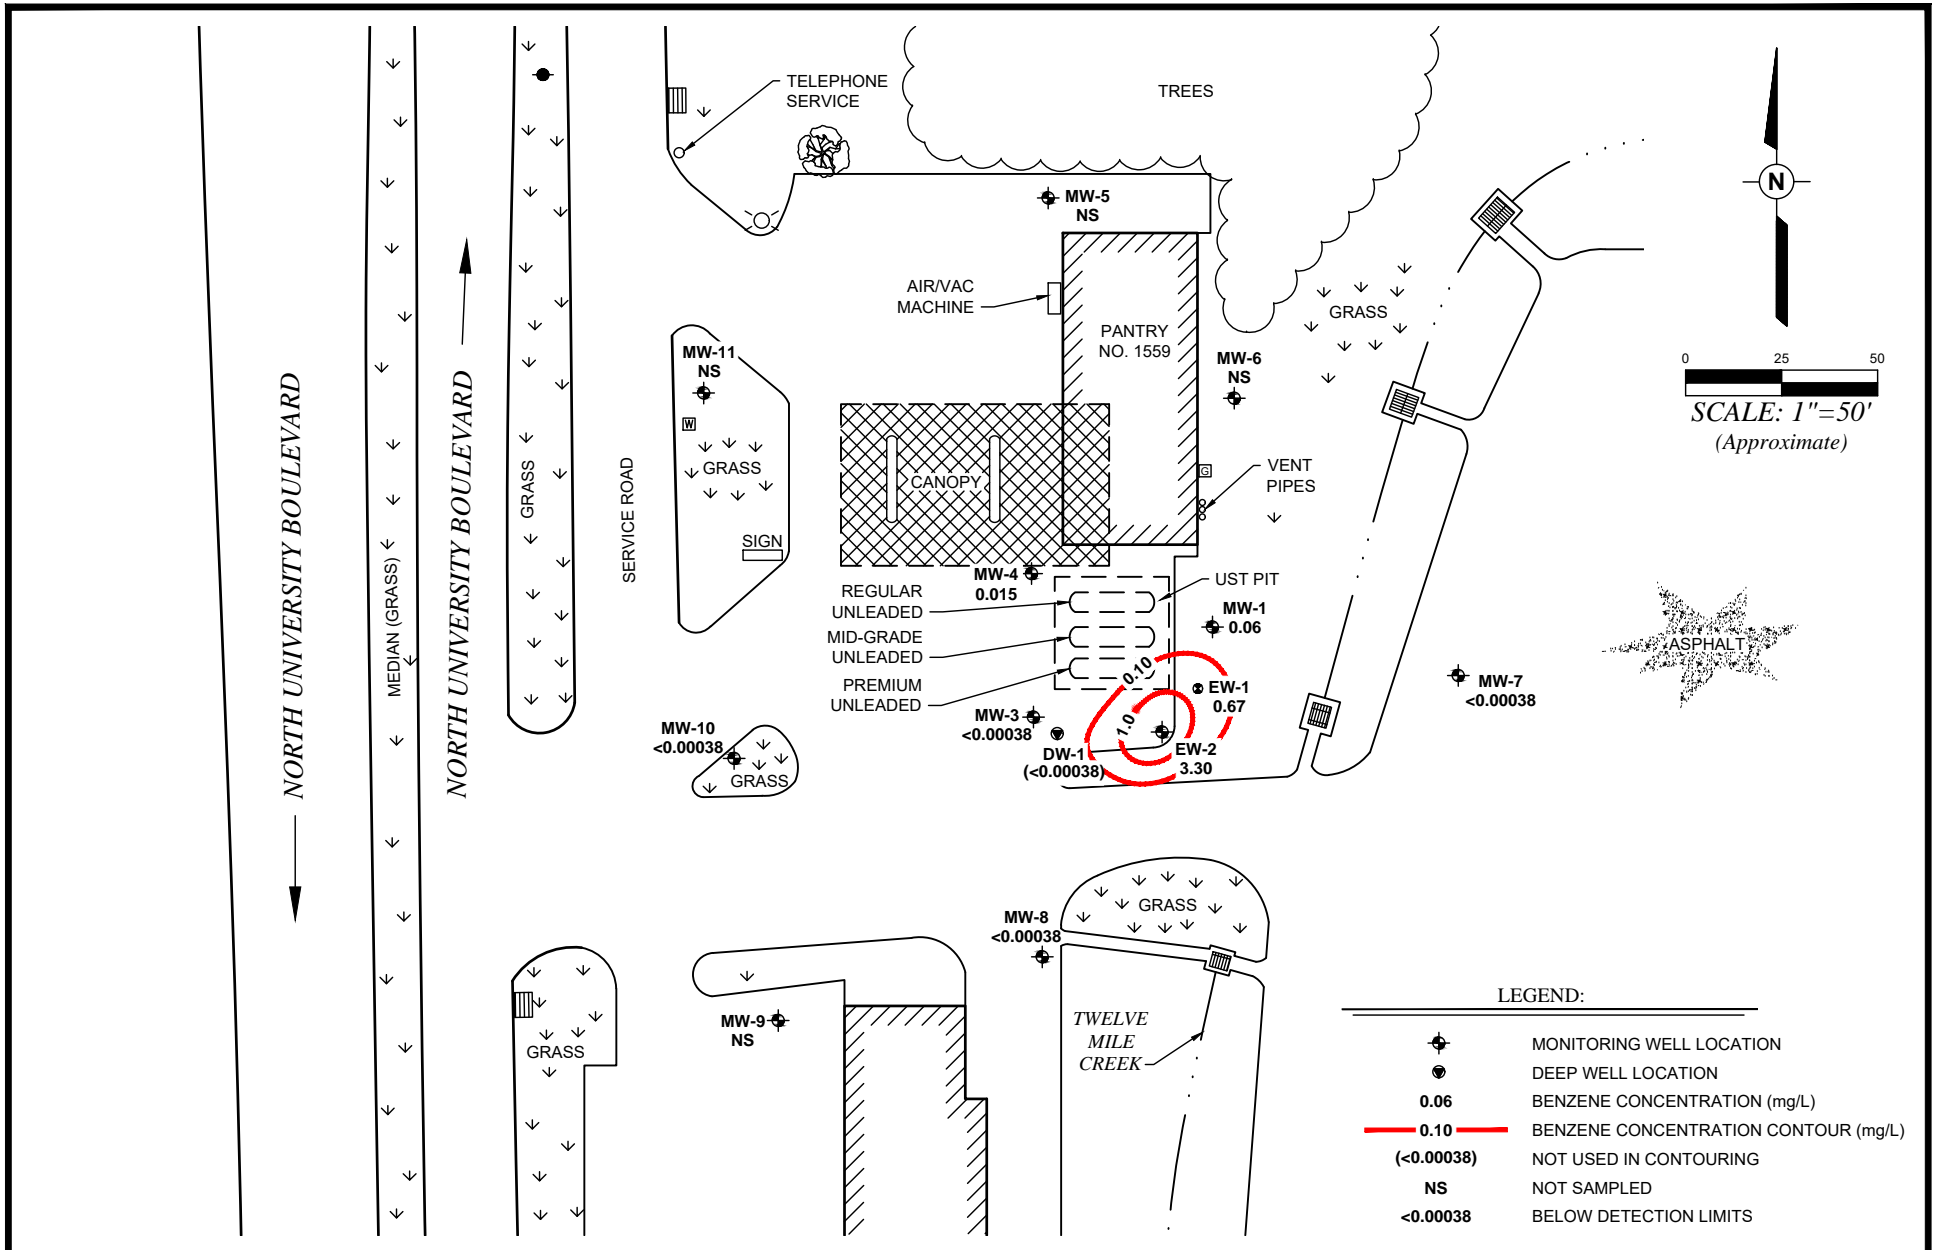 TELEPHONE
SERVICE
TREES
N
MW-5
NS
AIR/VAC
MACHINE
PANTRY
NO. 1559
GRASS
0 25 50
SCALE: 1"=50'
(Approximate)
MW-11
NS
MW-6
NS
W
GRASS
CANOPY
G
VENT
PIPES
SIGN
NORTH UNIVERSITY BOULEVARD
MEDIAN (GRASS)
NORTH UNIVERSITY BOULEVARD
GRASS
SERVICE ROAD
MW-4
0.015
REGULAR
UNLEADED
MID-GRADE
UNLEADED
PREMIUM
UNLEADED
UST PIT
MW-1
0.06
0.10
1.0
EW-1
0.67
MW-7
<0.00038
ASPHALT
MW-3
<0.00038
DW-1
(<0.00038)
EW-2
3.30
MW-10
<0.00038
GRASS
GRASS
MW-8
<0.00038
MW-9
NS
GRASS
TWELVE
MILE
CREEK
LEGEND:
MONITORING WELL LOCATION
DEEP WELL LOCATION
0.06 BENZENE CONCENTRATION (mg/L)
0.10 BENZENE CONCENTRATION CONTOUR (mg/L)
(<0.00038) NOT USED IN CONTOURING
NS NOT SAMPLED
<0.00038 BELOW DETECTION LIMITS